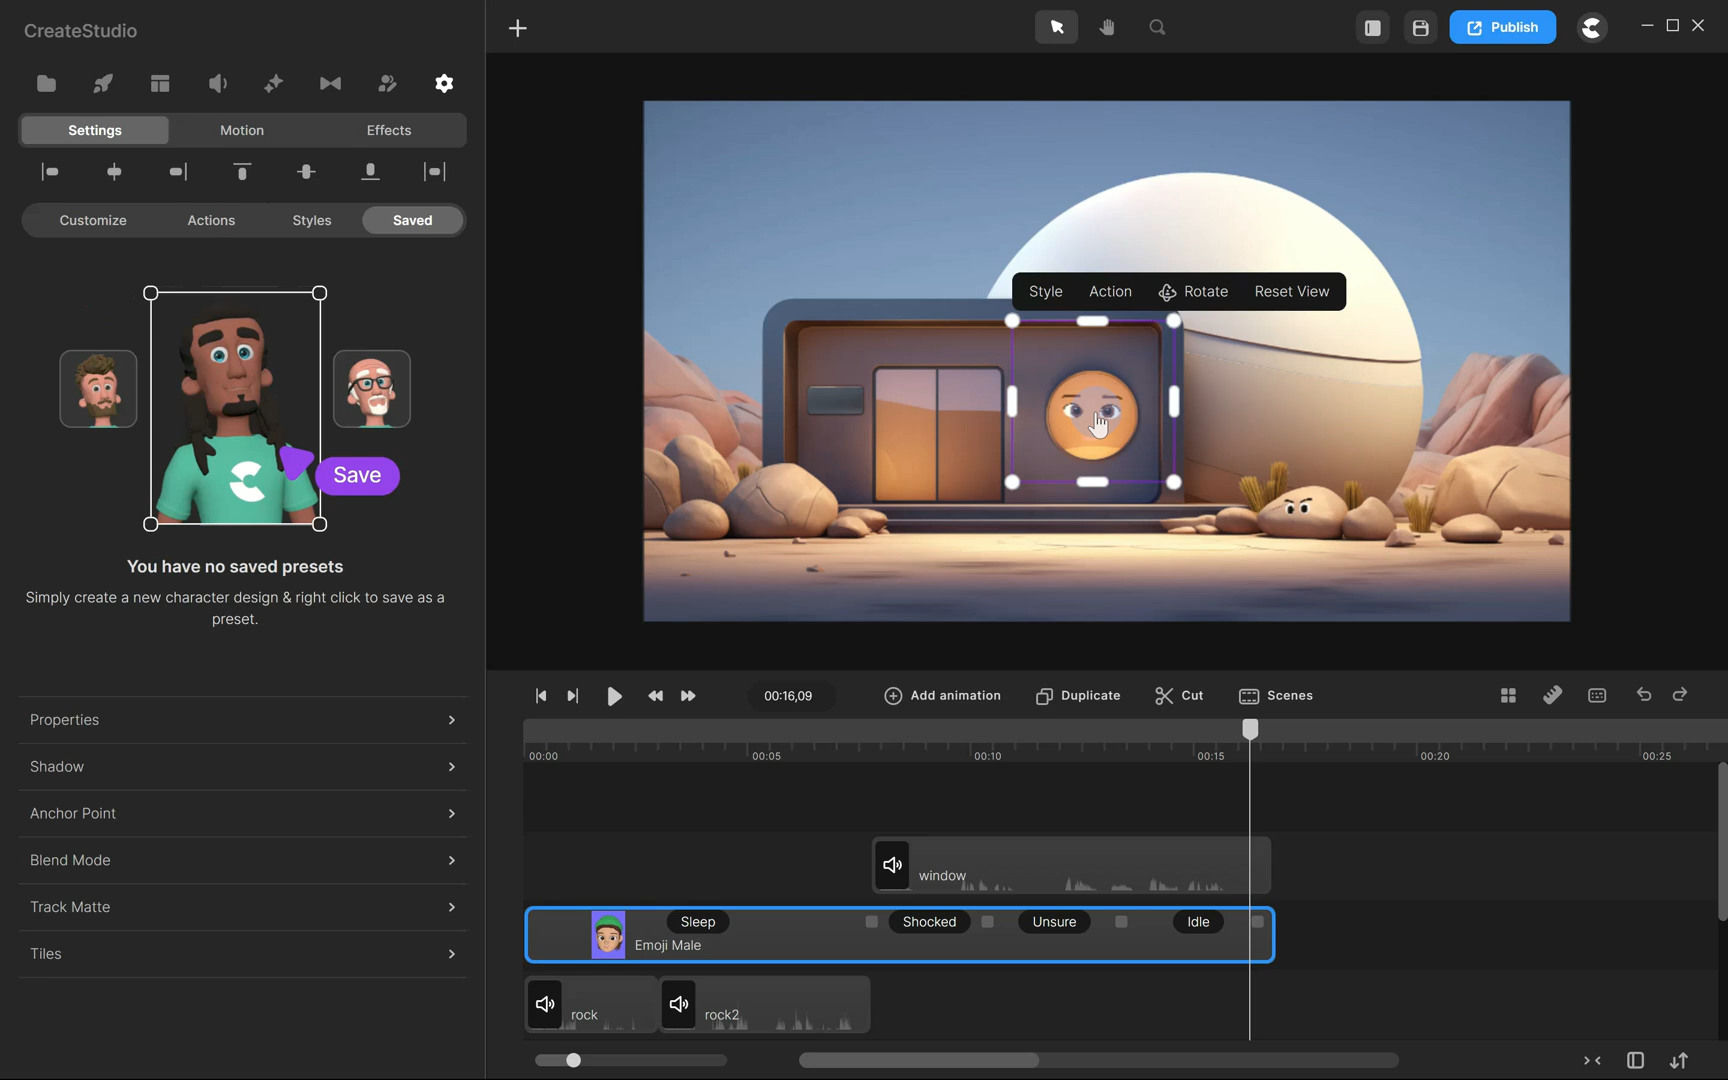 CreateStudio
Publish
Settings Motion Effects
Customize Actions Styles Saved
Save
You have no saved presets
Simply create a new character design & right click to save as a
preset.
Properties
Shadow
Anchor Point
Blend Mode
Track Matte
Tiles
Style Action Rotate Reset View
00:16,09 Add animation Duplicate Cut Scenes
00:00 00:05 00:10 00:15 00:20 00:25
window
Sleep Shocked Unsure Idle
Emoji Male
rock rock2